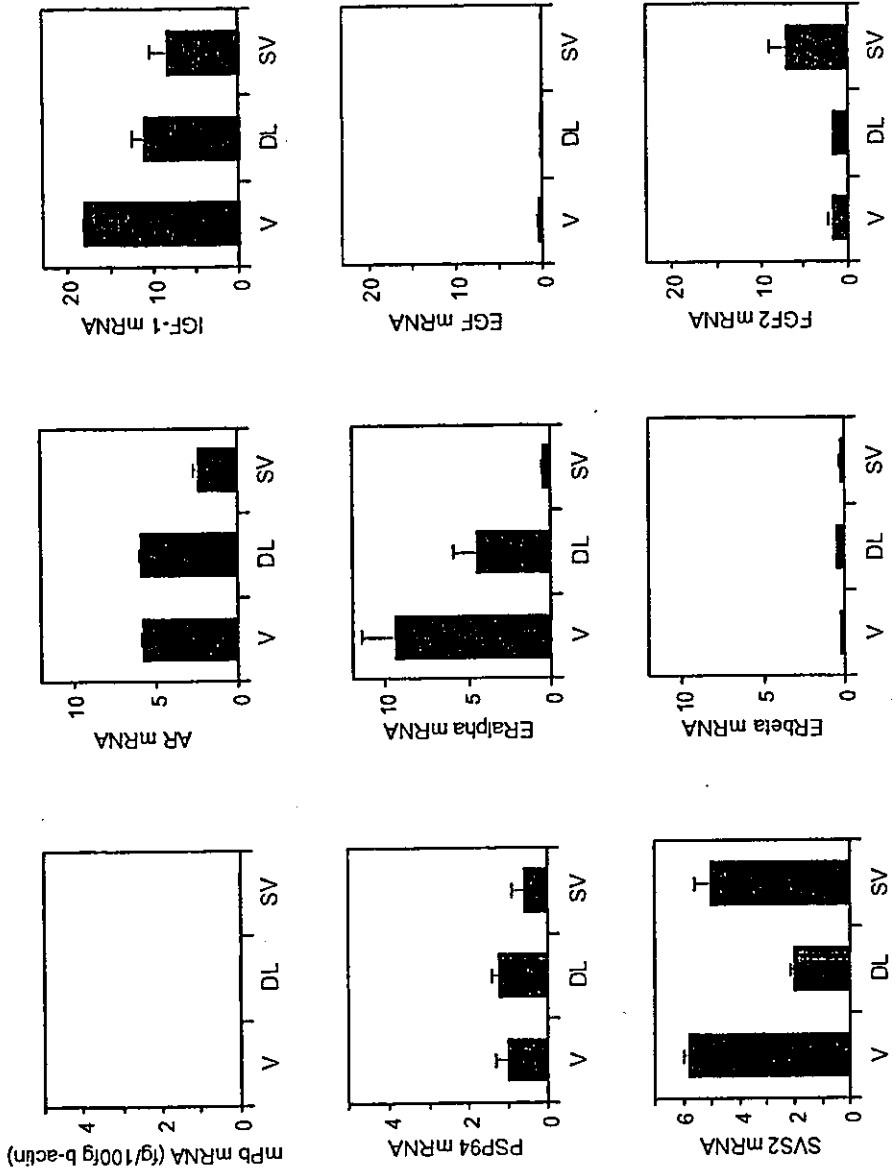 mPb mRNA (fg/100fg b-actin)
4
2
0
V DL SV
AR mRNA
10
5
0
V DL SV
IGF-1 mRNA
20
10
0
V DL SV
PSP94 mRNA
4
2
0
V DL SV
ERalpha mRNA
10
5
0
V DL SV
EGF mRNA
20
10
0
V DL SV
SVS2 mRNA
6
4
2
0
V DL SV
ERbeta mRNA
10
5
0
V DL SV
FGF2 mRNA
20
10
0
V DL SV